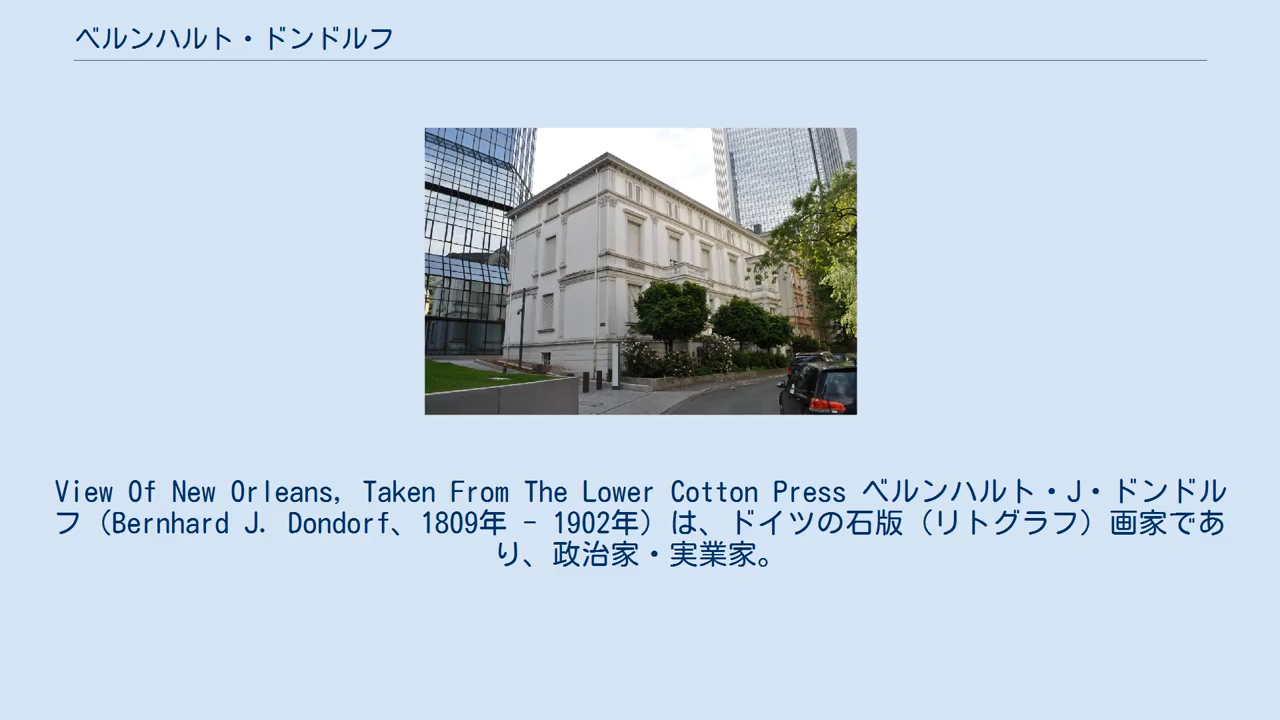 ベルンハルト・ドンドルフ
View Of New Orleans, Taken From The Lower Cotton Press ベルンハルト・J・ドンドル
フ（Bernhard J. Dondorf、1809年 - 1902年）は、ドイツの石版（リトグラフ）画家であ
り、政治家・実業家。